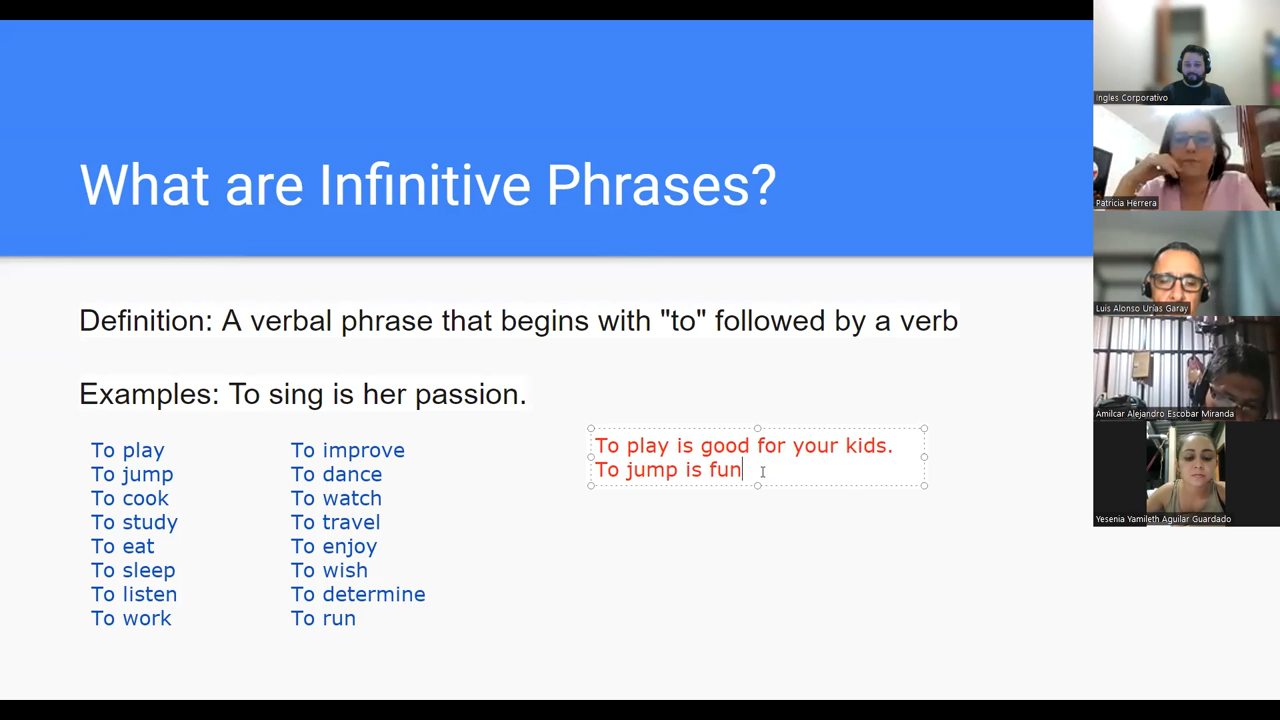 What are Infinitive Phrases?
Definition: A verbal phrase that begins with "to" followed by a verb
Examples: To sing is her passion.
To play
To jump
To cook
To study
To eat
To sleep
To listen
To work
To improve
To dance
To watch
To travel
To enjoy
To wish
To determine
To run
To play is good for your kids.
To jump is fun
Ingles Corporativo
Patricia Herrera
Luis Alonso Urías Garay
Amilcar Alejandro Escobar Miranda
Yesenia Yamileth Aguilar Guardado